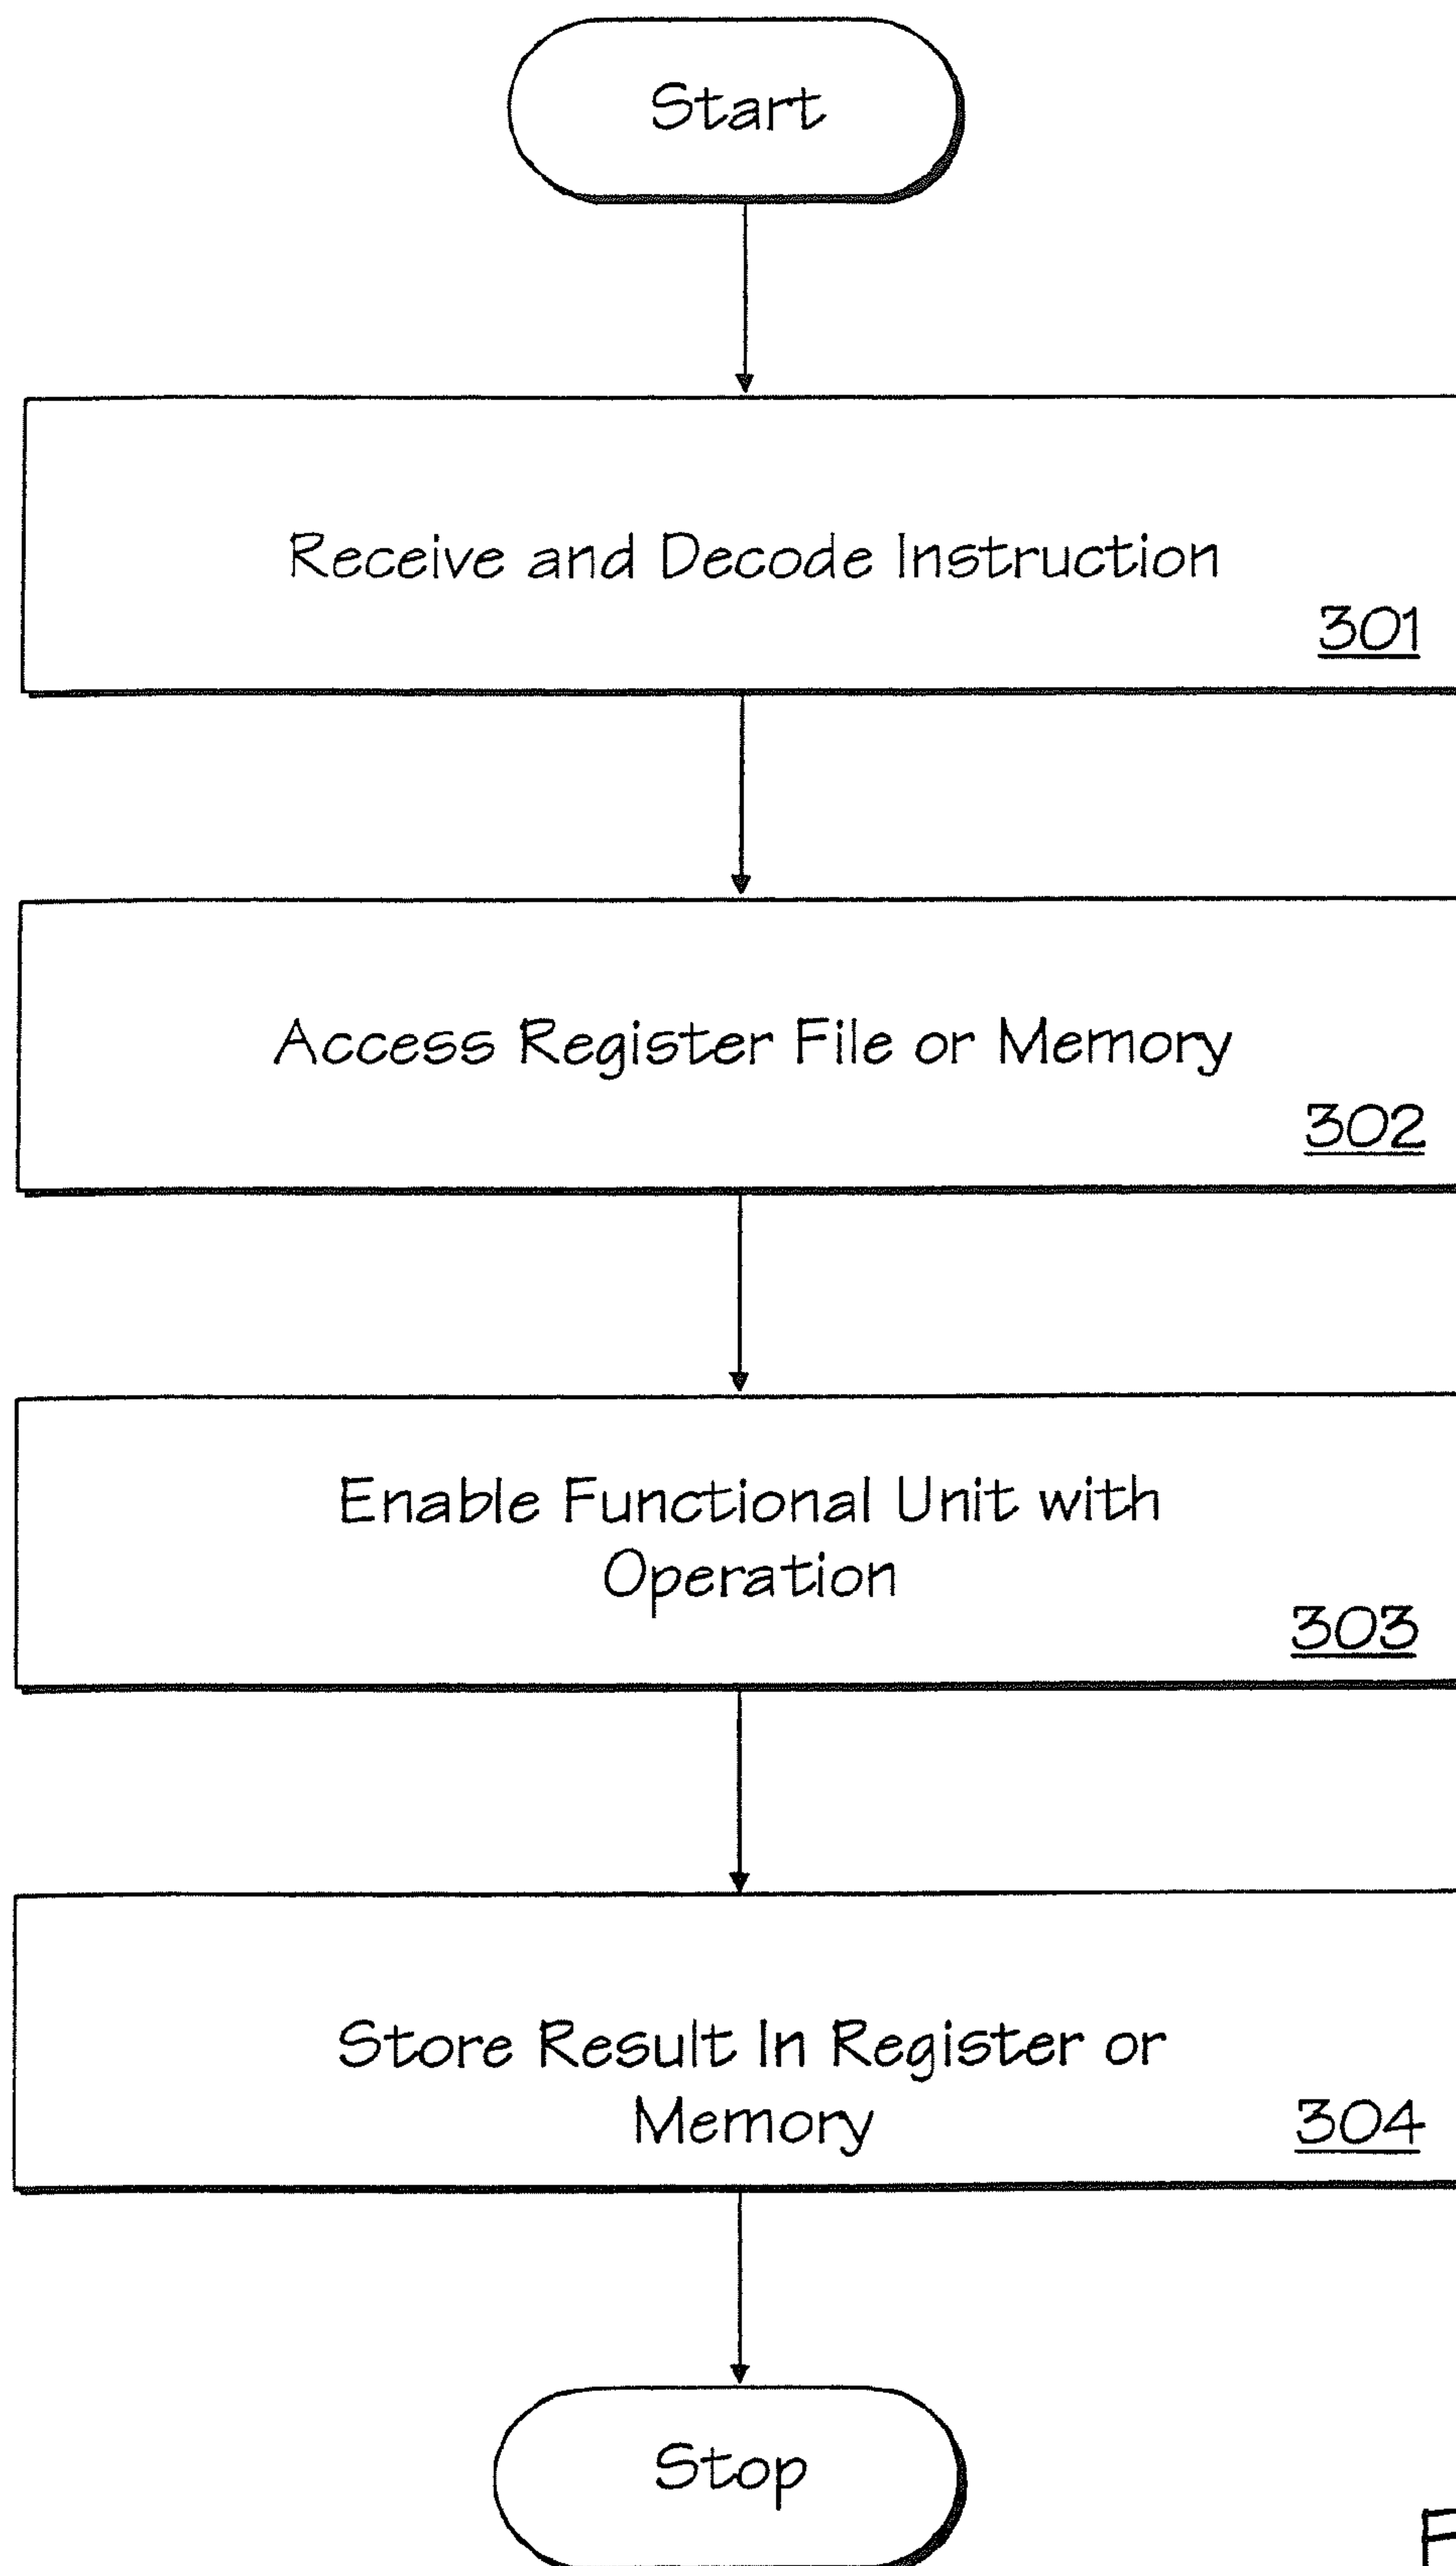 Start
Receive and Decode Instruction
301
Access Register File or Memory
302
Enable Functional Unit with
Operation
303
Store Result In Register or
Memory
304
Stop